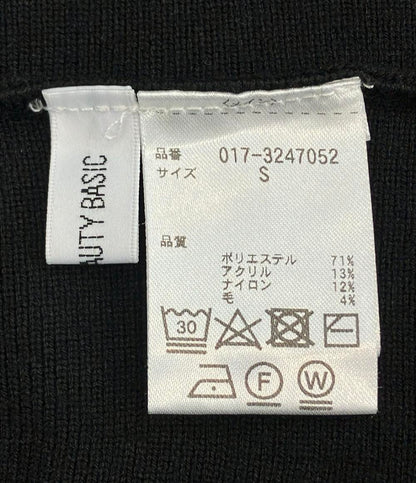 AUTY BASIC
品番 017-3247052
サイズ S
品質
ポリエステル 71%
アクリル 13%
ナイロン 12%
毛 4%
30
F W